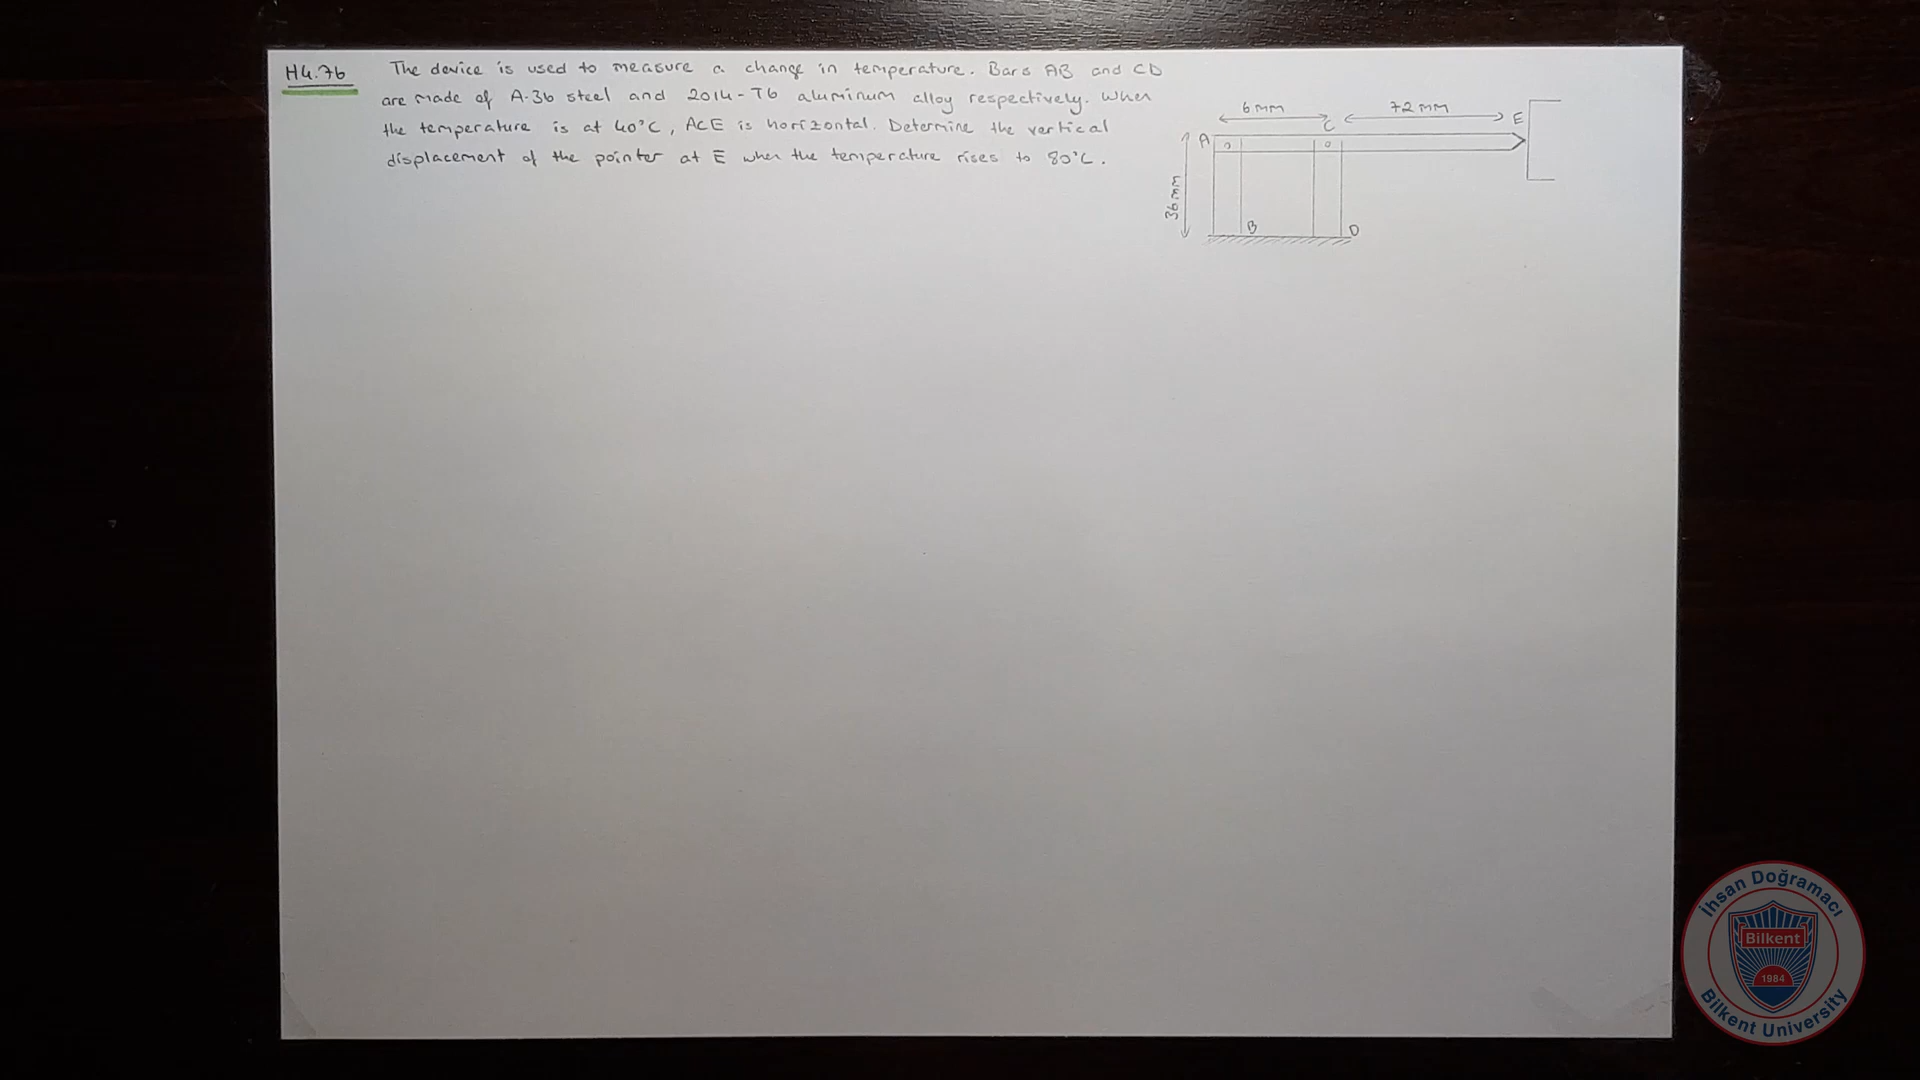 H4.76 The device is used to measure a change in temperature. Bars AB and CD
are made of A-36 steel and 2014-T6 aluminum alloy respectively. When
the temperature is at 40°C, ACE is horizontal. Determine the vertical
displacement of the pointer at E when the temperature rises to 80°C.
6 mm
72 mm
A
C
E
36 mm
B
D
İhsan Doğramacı
Bilkent
1984
Bilkent University